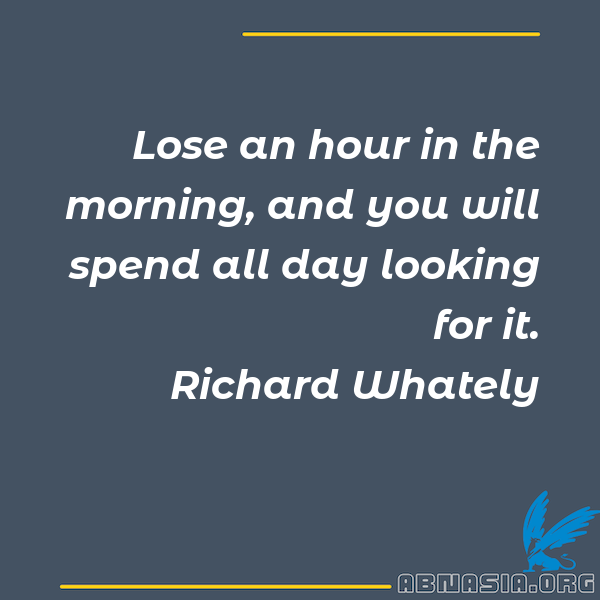 Lose an hour in the
morning, and you will
spend all day looking
for it.
Richard Whately
ABNASIA.ORG